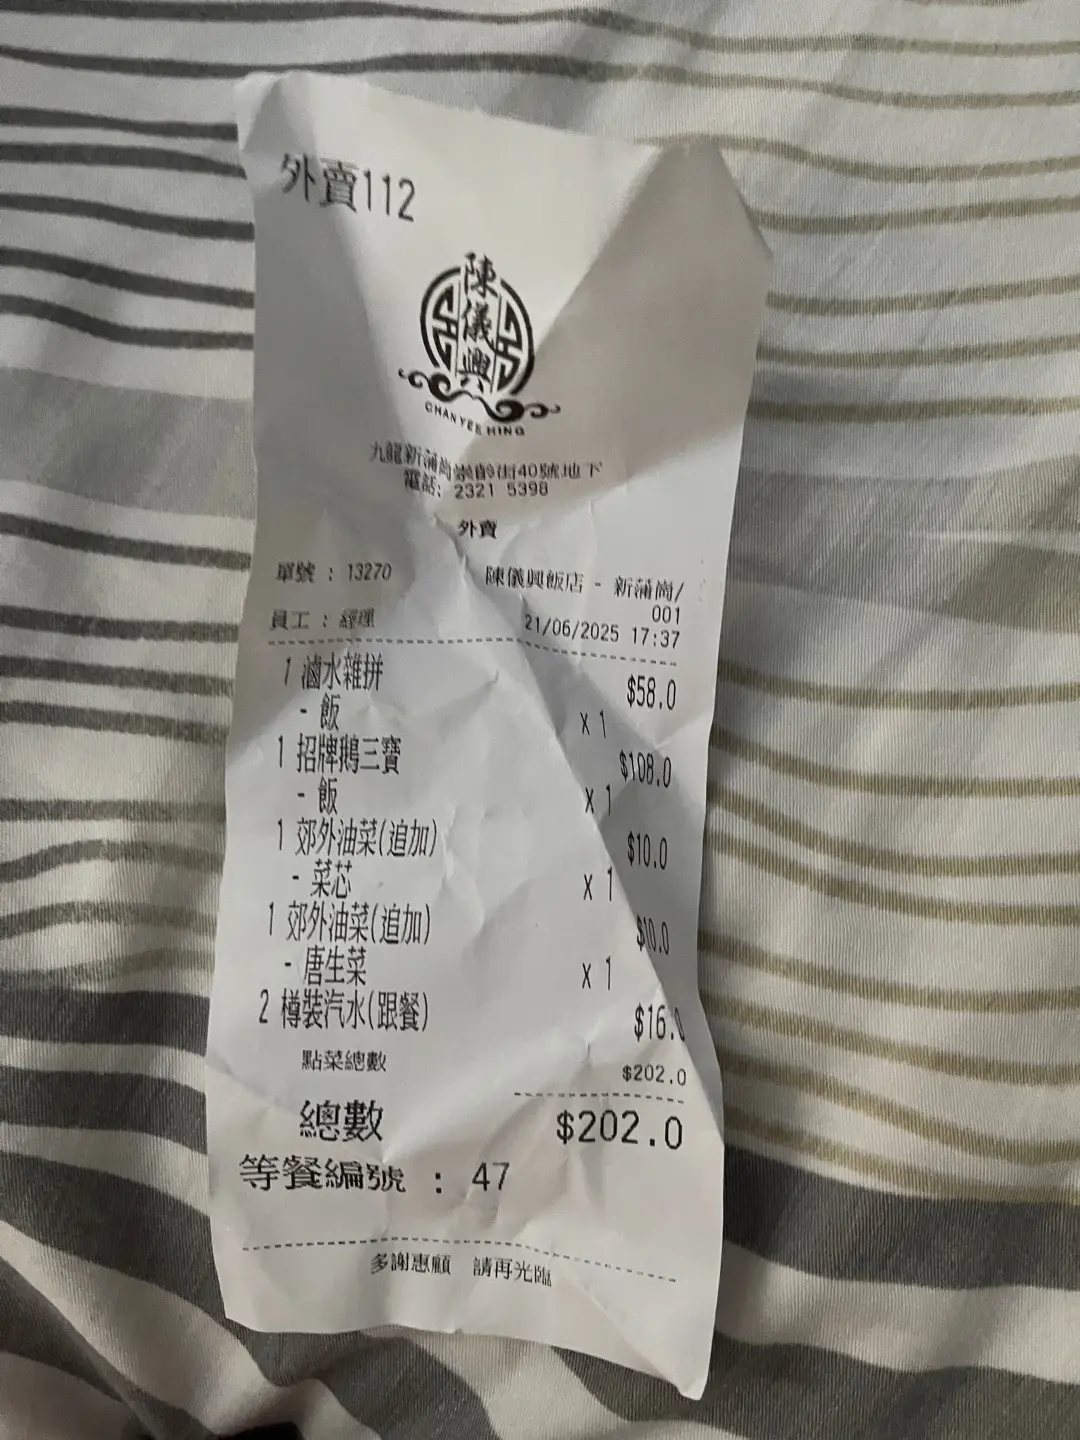 外賣112
陳儀興
CHAN YEE HING
九龍新蒲崗崇齡街40號地下
電話: 2321 5398
外賣
單號 : 13270
陳儀興飯店 - 新蒲崗/
001
員工 : 經理
21/06/2025 17:37
1 滷水雜拼 $58.0
- 飯 x 1
1 招牌鵝三寶 $108.0
- 飯 x 1
1 郊外油菜(追加) $10.0
- 菜芯 x 1
1 郊外油菜(追加) $10.0
- 唐生菜 x 1
2 樽裝汽水(跟餐) $16.0
點菜總數 $202.0
總數 $202.0
等餐編號 : 47
多謝惠顧 請再光臨